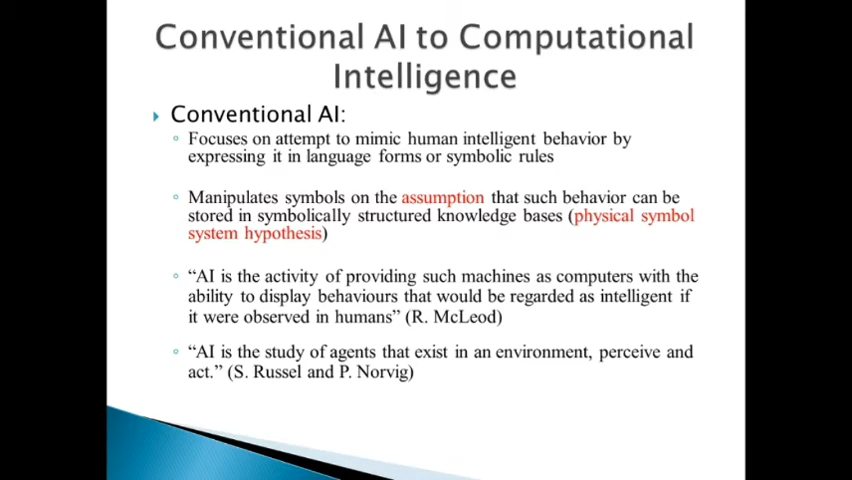 Conventional AI to Computational
Intelligence
Conventional AI:
Focuses on attempt to mimic human intelligent behavior by
expressing it in language forms or symbolic rules
Manipulates symbols on the assumption that such behavior can be
stored in symbolically structured knowledge bases (physical symbol
system hypothesis)
“AI is the activity of providing such machines as computers with the
ability to display behaviours that would be regarded as intelligent if
it were observed in humans” (R. McLeod)
“AI is the study of agents that exist in an environment, perceive and
act.” (S. Russel and P. Norvig)